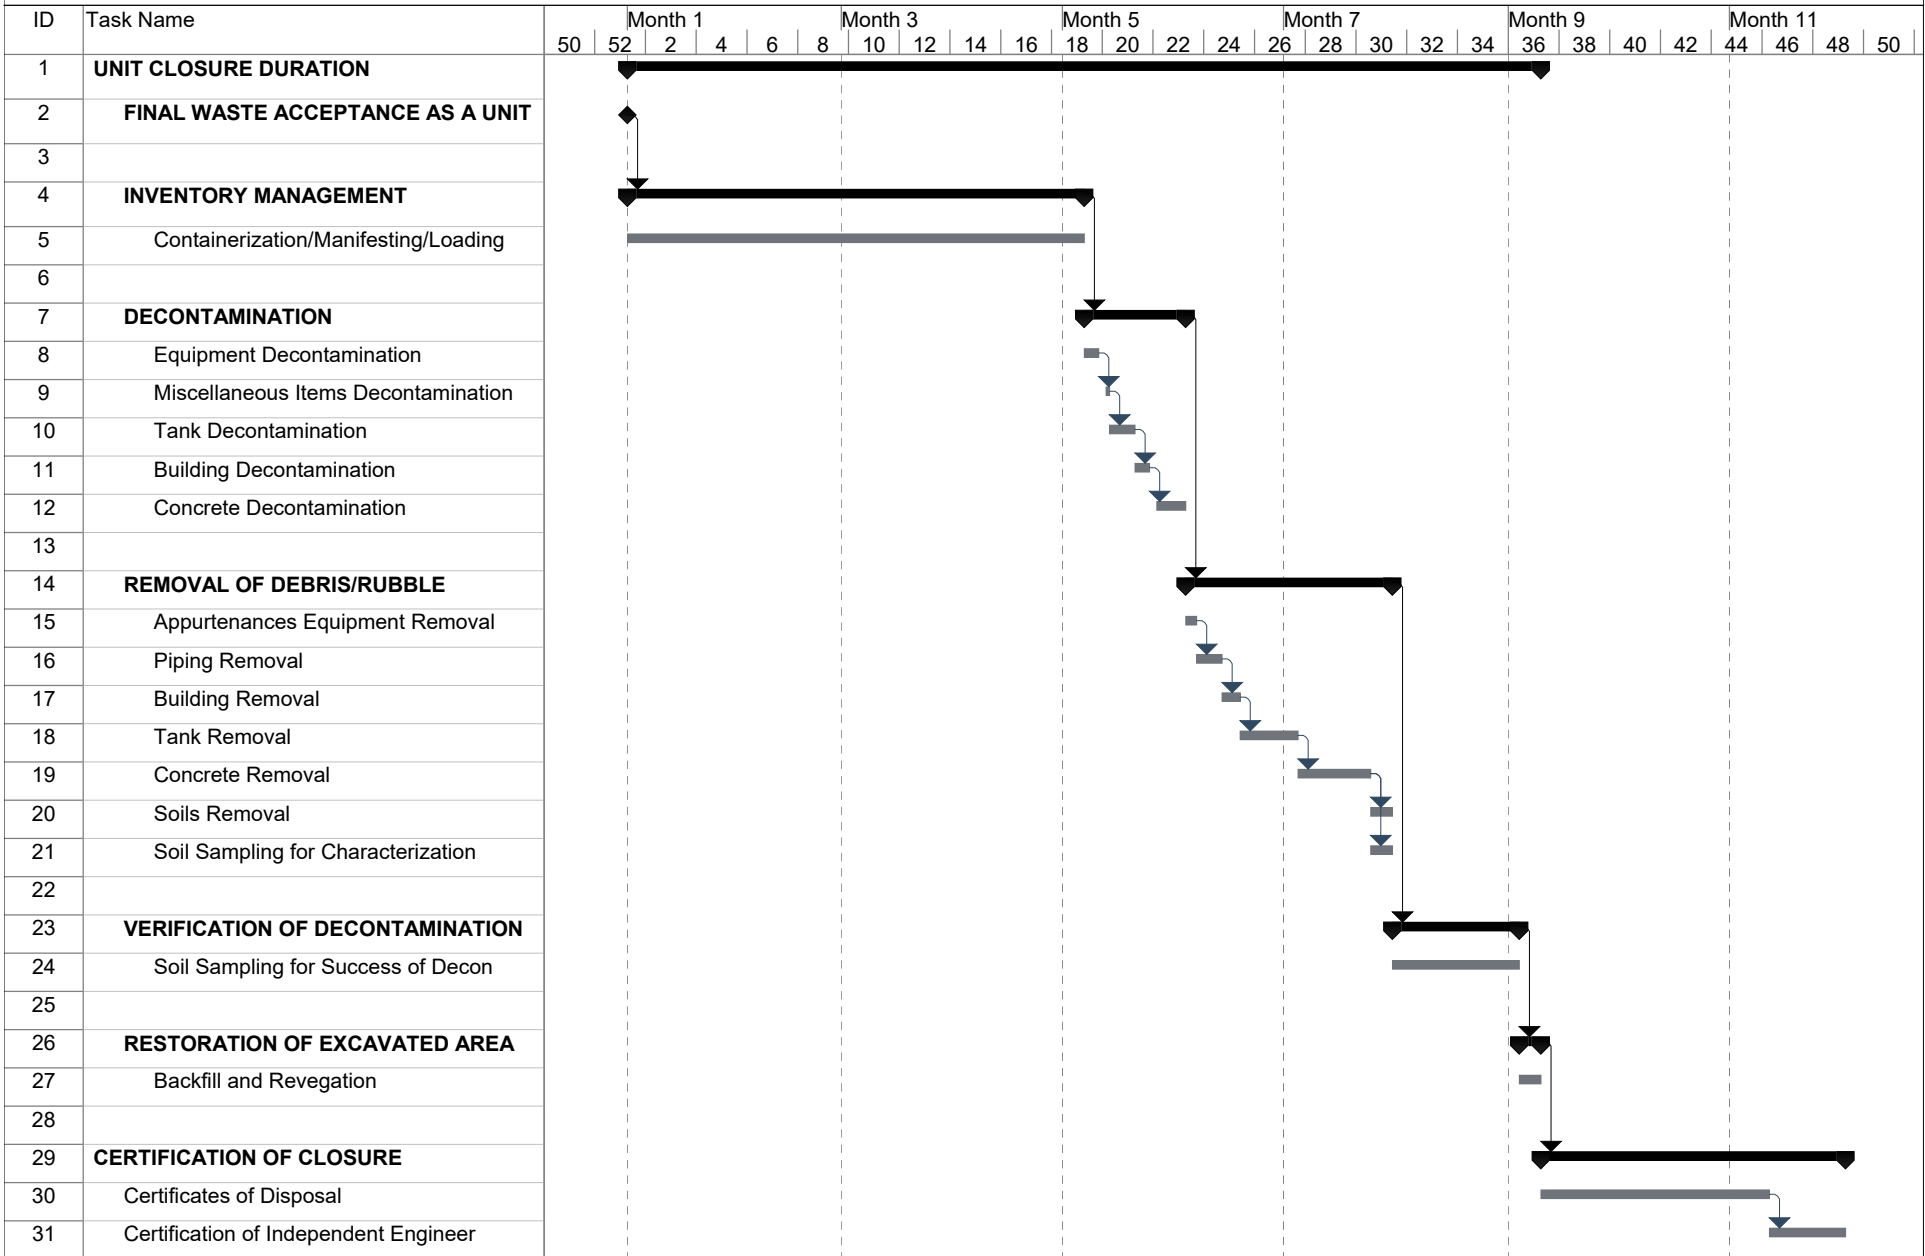 ID Task Name Month 1 Month 3 Month 5 Month 7 Month 9 Month 11
50 52 2 4 6 8 10 12 14 16 18 20 22 24 26 28 30 32 34 36 38 40 42 44 46 48 50
1 UNIT CLOSURE DURATION
2 FINAL WASTE ACCEPTANCE AS A UNIT
3
4 INVENTORY MANAGEMENT
5 Containerization/Manifesting/Loading
6
7 DECONTAMINATION
8 Equipment Decontamination
9 Miscellaneous Items Decontamination
10 Tank Decontamination
11 Building Decontamination
12 Concrete Decontamination
13
14 REMOVAL OF DEBRIS/RUBBLE
15 Appurtenances Equipment Removal
16 Piping Removal
17 Building Removal
18 Tank Removal
19 Concrete Removal
20 Soils Removal
21 Soil Sampling for Characterization
22
23 VERIFICATION OF DECONTAMINATION
24 Soil Sampling for Success of Decon
25
26 RESTORATION OF EXCAVATED AREA
27 Backfill and Revegation
28
29 CERTIFICATION OF CLOSURE
30 Certificates of Disposal
31 Certification of Independent Engineer